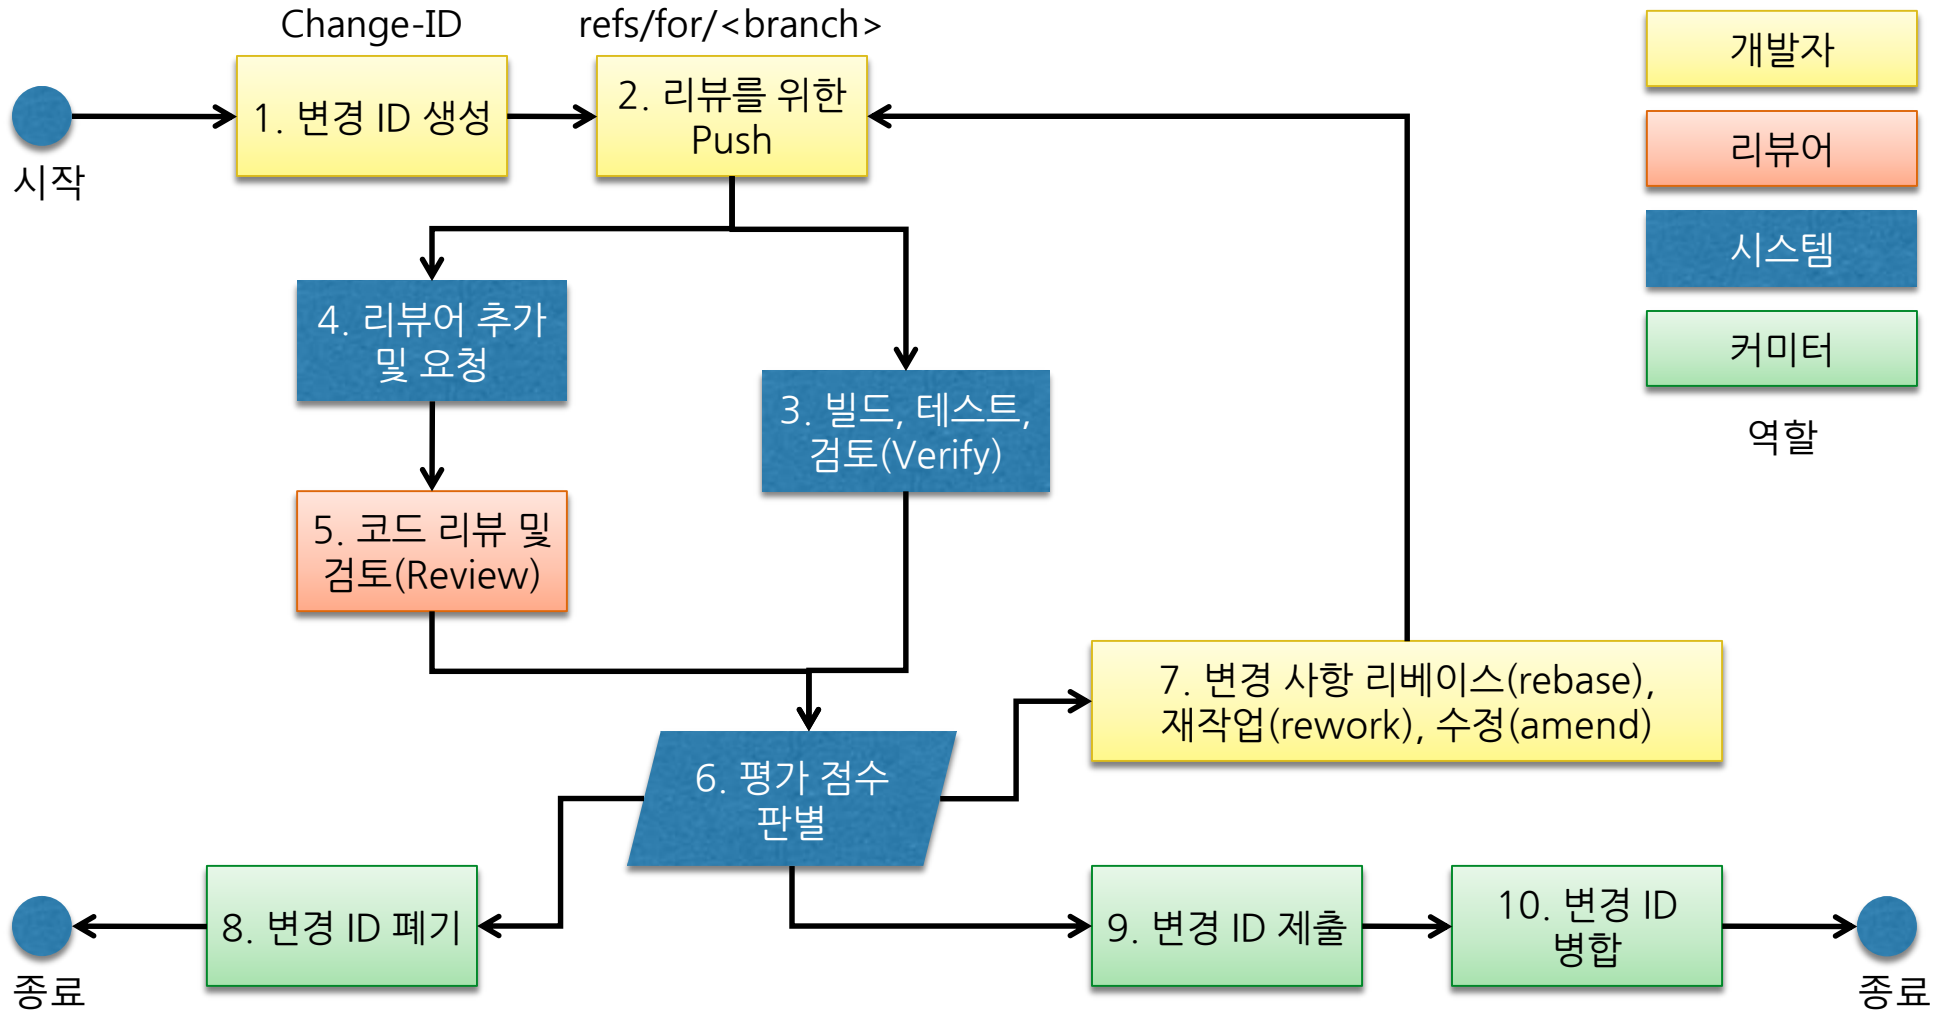 Change-ID
refs/for/<branch>
시작
1. 변경 ID 생성
2. 리뷰를 위한
Push
개발자
리뷰어
시스템
커미터
역할
4. 리뷰어 추가
및 요청
3. 빌드, 테스트,
검토(Verify)
5. 코드 리뷰 및
검토(Review)
7. 변경 사항 리베이스(rebase),
재작업(rework), 수정(amend)
6. 평가 점수
판별
8. 변경 ID 폐기
9. 변경 ID 제출
10. 변경 ID
병합
종료
종료